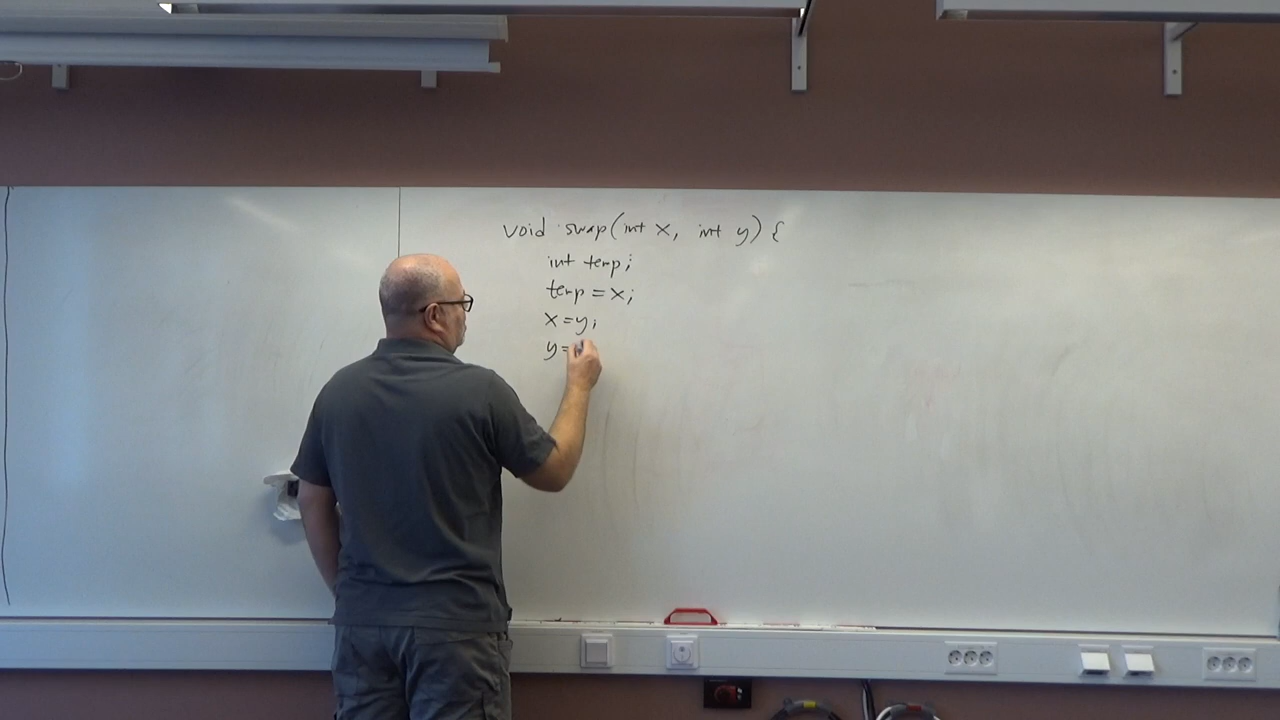 void swap(int x, int y) {
int temp;
temp = x;
x = y;
y =